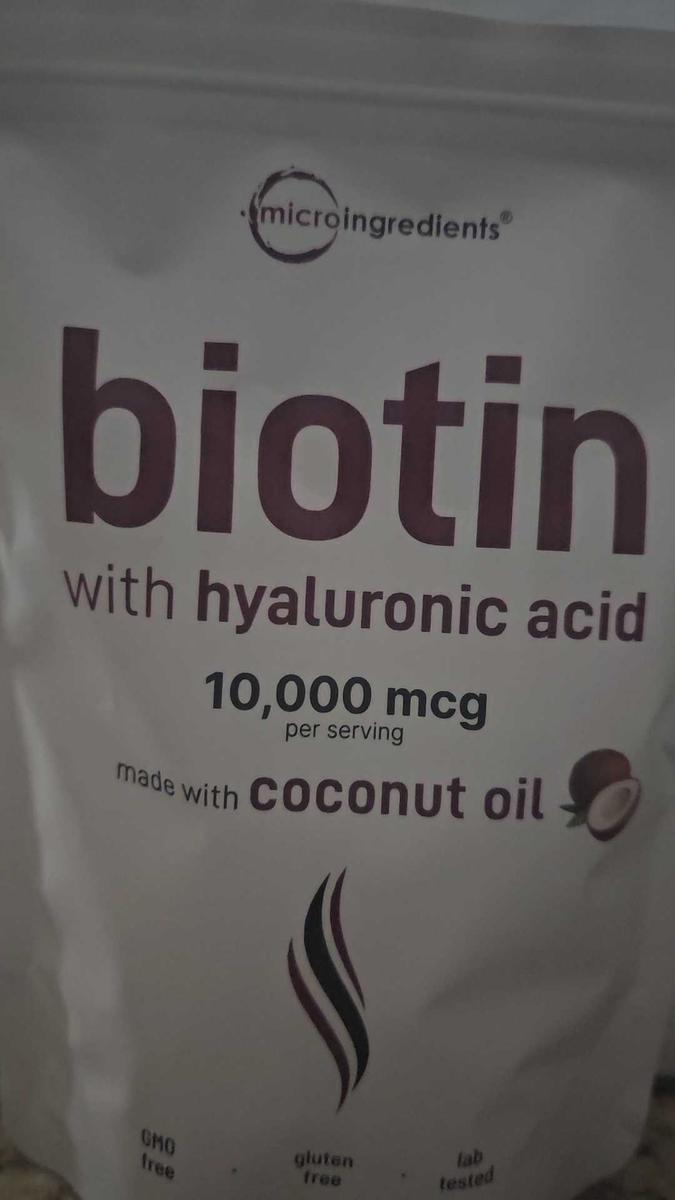 microingredients®
biotin
with hyaluronic acid
10,000 mcg
per serving
made with coconut oil
GMO free · gluten free · lab tested